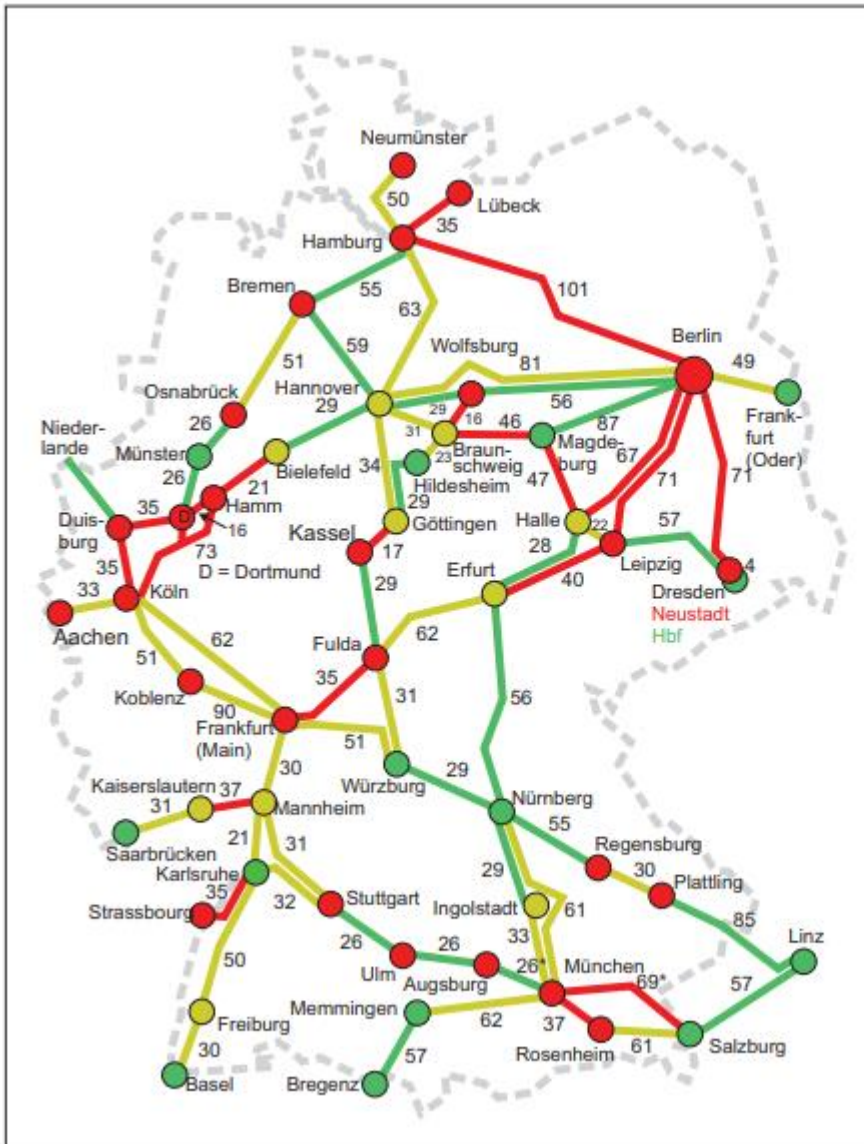 Neumünster
50
Lübeck
35
Hamburg
Bremen
55
63
101
Berlin
59
Wolfsburg
81
49
51
Hannover
Osnabrück
29
29
16
56
Frank-
furt
(Oder)
Nieder-
lande
26
31
46
87
Münster
Bielefeld
34
23
Braun-
schweig
Magde-
burg
67
26
21
Hildesheim
47
71
71
Hamm
29
35
D
Duis-
burg
16
Göttingen
Halle
22
57
Kassel
17
73
28
Leipzig
4
D = Dortmund
Erfurt
40
35
Köln
29
Dresden
Neustadt
Hbf
33
Aachen
62
Fulda
62
51
35
56
Koblenz
31
90
Frankfurt
(Main)
51
29
30
Würzburg
Kaiserslautern
37
Nürnberg
31
Mannheim
55
Saarbrücken
21
31
Regensburg
Karlsruhe
29
30
Plattling
35
32
Stuttgart
Strassbourg
Ingolstadt
61
85
33
Linz
26
26
50
Ulm
26*
München
Augsburg
69*
57
Memmingen
Freiburg
62
37
30
57
Rosenheim
61
Salzburg
Basel
Bregenz